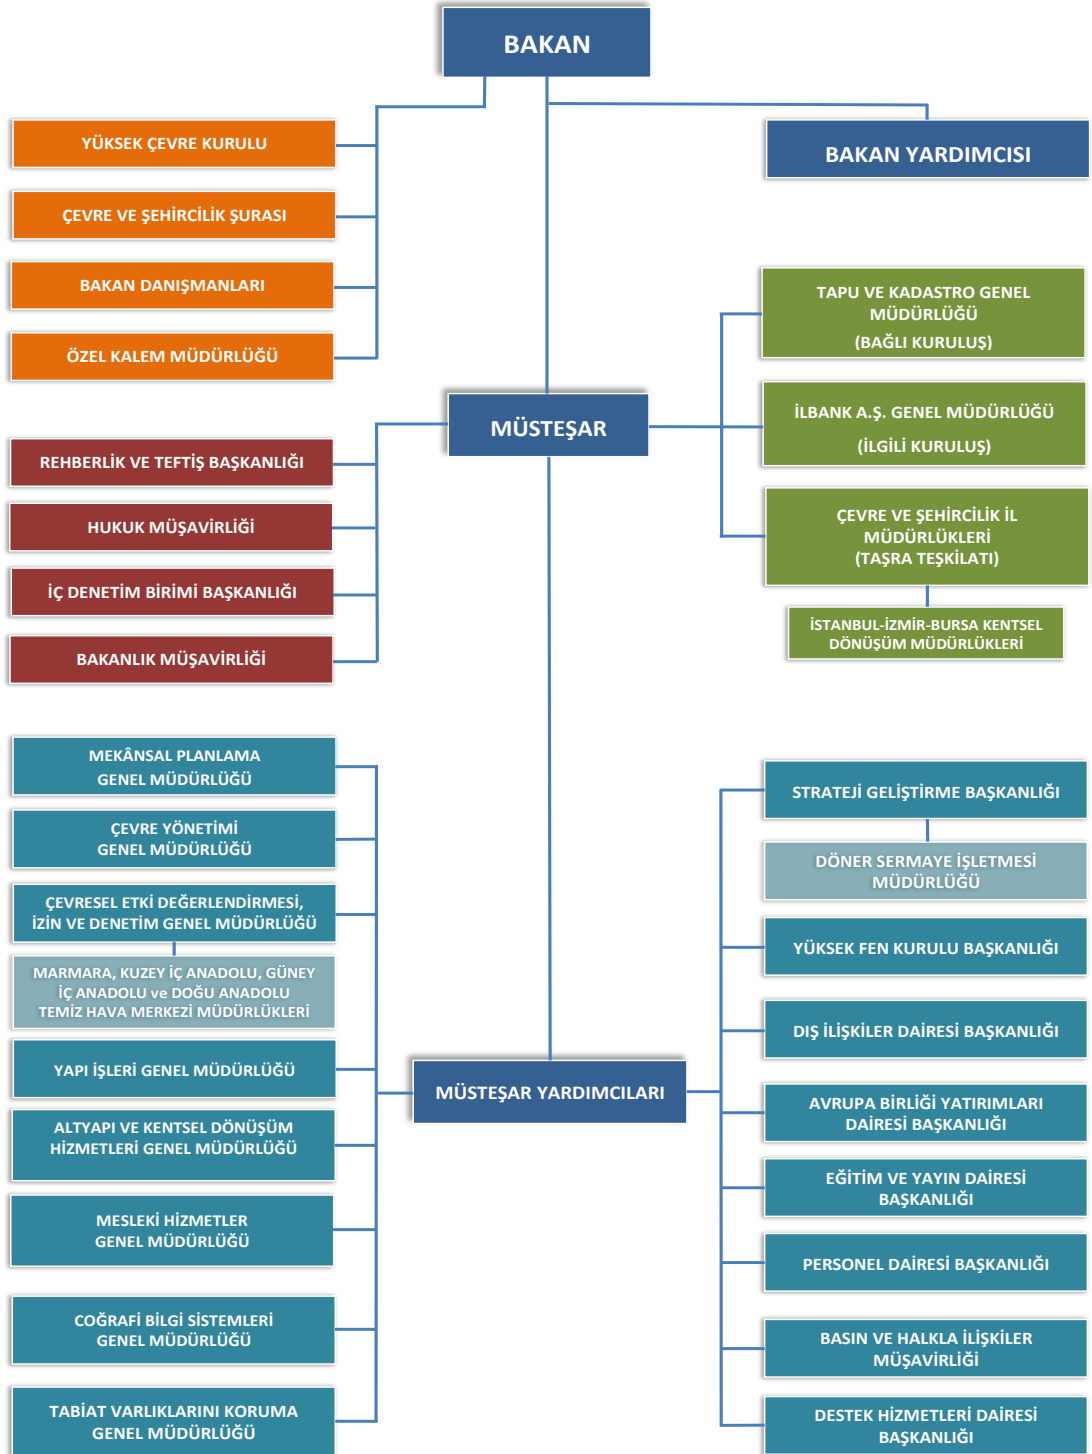 BAKAN
BAKAN YARDIMCISI
YÜKSEK ÇEVRE KURULU
ÇEVRE VE ŞEHİRCİLİK ŞURASI
BAKAN DANIŞMANLARI
ÖZEL KALEM MÜDÜRLÜĞÜ
TAPU VE KADASTRO GENEL
MÜDÜRLÜĞÜ
(BAĞLI KURULUŞ)
İLBANK A.Ş. GENEL MÜDÜRLÜĞÜ
(İLGİLİ KURULUŞ)
ÇEVRE VE ŞEHİRCİLİK İL
MÜDÜRLÜKLERİ
(TAŞRA TEŞKİLATI)
İSTANBUL-İZMİR-BURSA KENTSEL
DÖNÜŞÜM MÜDÜRLÜKLERİ
MÜSTEŞAR
REHBERLİK VE TEFTİŞ BAŞKANLIĞI
HUKUK MÜŞAVİRLİĞİ
İÇ DENETİM BİRİMİ BAŞKANLIĞI
BAKANLIK MÜŞAVİRLİĞİ
MEKÂNSAL PLANLAMA
GENEL MÜDÜRLÜĞÜ
ÇEVRE YÖNETİMİ
GENEL MÜDÜRLÜĞÜ
ÇEVRESEL ETKİ DEĞERLENDİRMESİ,
İZİN VE DENETİM GENEL MÜDÜRLÜĞÜ
MARMARA, KUZEY İÇ ANADOLU, GÜNEY
İÇ ANADOLU ve DOĞU ANADOLU
TEMİZ HAVA MERKEZİ MÜDÜRLÜKLERİ
YAPI İŞLERİ GENEL MÜDÜRLÜĞÜ
ALTYAPI VE KENTSEL DÖNÜŞÜM
HİZMETLERİ GENEL MÜDÜRLÜĞÜ
MESLEKİ HİZMETLER
GENEL MÜDÜRLÜĞÜ
COĞRAFİ BİLGİ SİSTEMLERİ
GENEL MÜDÜRLÜĞÜ
TABİAT VARLIKLARINI KORUMA
GENEL MÜDÜRLÜĞÜ
MÜSTEŞAR YARDIMCILARI
STRATEJİ GELİŞTİRME BAŞKANLIĞI
DÖNER SERMAYE İŞLETMESİ
MÜDÜRLÜĞÜ
YÜKSEK FEN KURULU BAŞKANLIĞI
DIŞ İLİŞKİLER DAİRESİ BAŞKANLIĞI
AVRUPA BİRLİĞİ YATIRIMLARI
DAİRESİ BAŞKANLIĞI
EĞİTİM VE YAYIN DAİRESİ
BAŞKANLIĞI
PERSONEL DAİRESİ BAŞKANLIĞI
BASIN VE HALKLA İLİŞKİLER
MÜŞAVİRLİĞİ
DESTEK HİZMETLERİ DAİRESİ
BAŞKANLIĞI